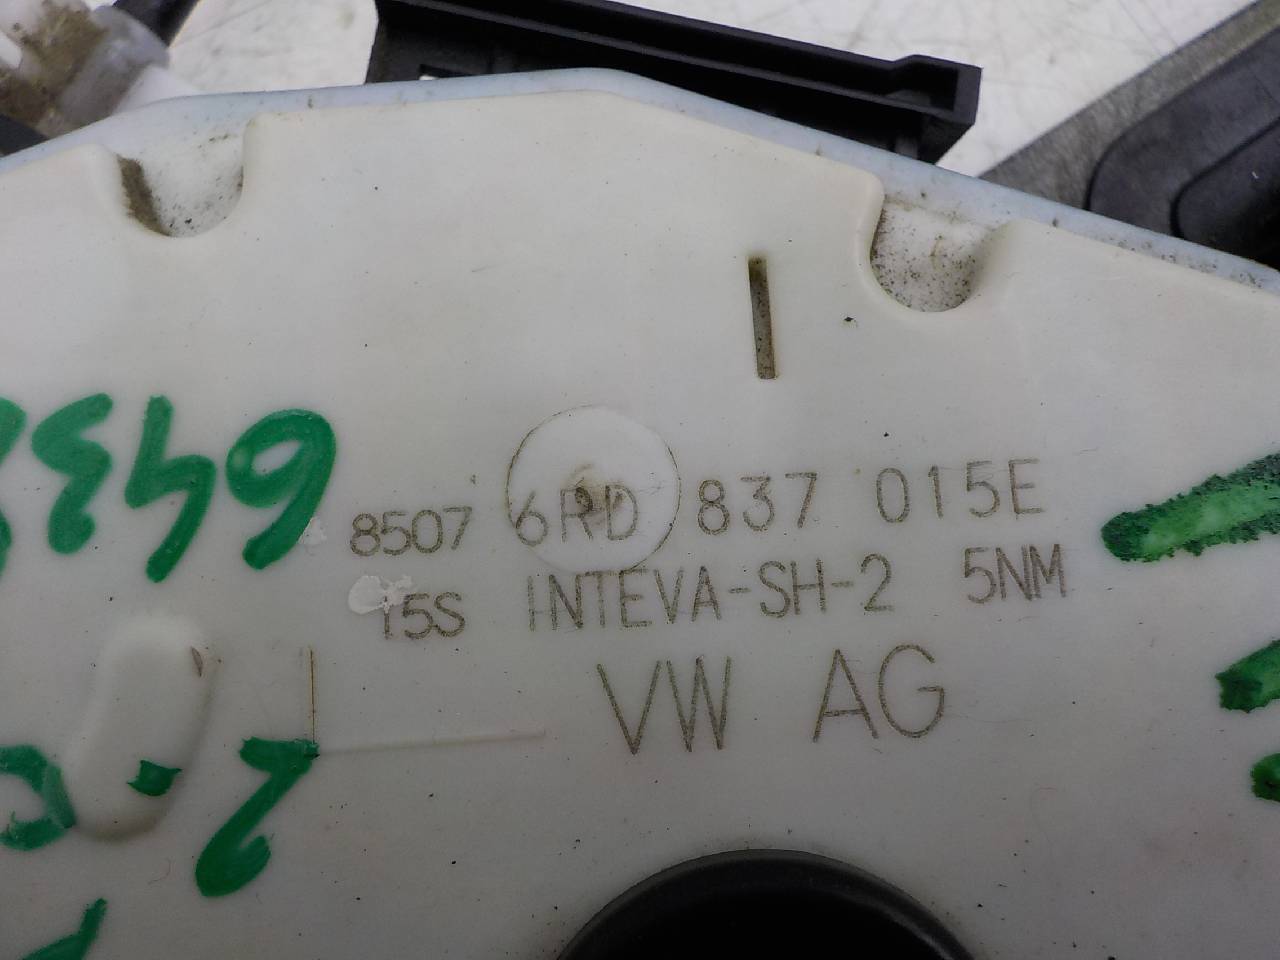 8507 6RD 837 015E
15S INTEVA-SH-2 5NM
VW AG